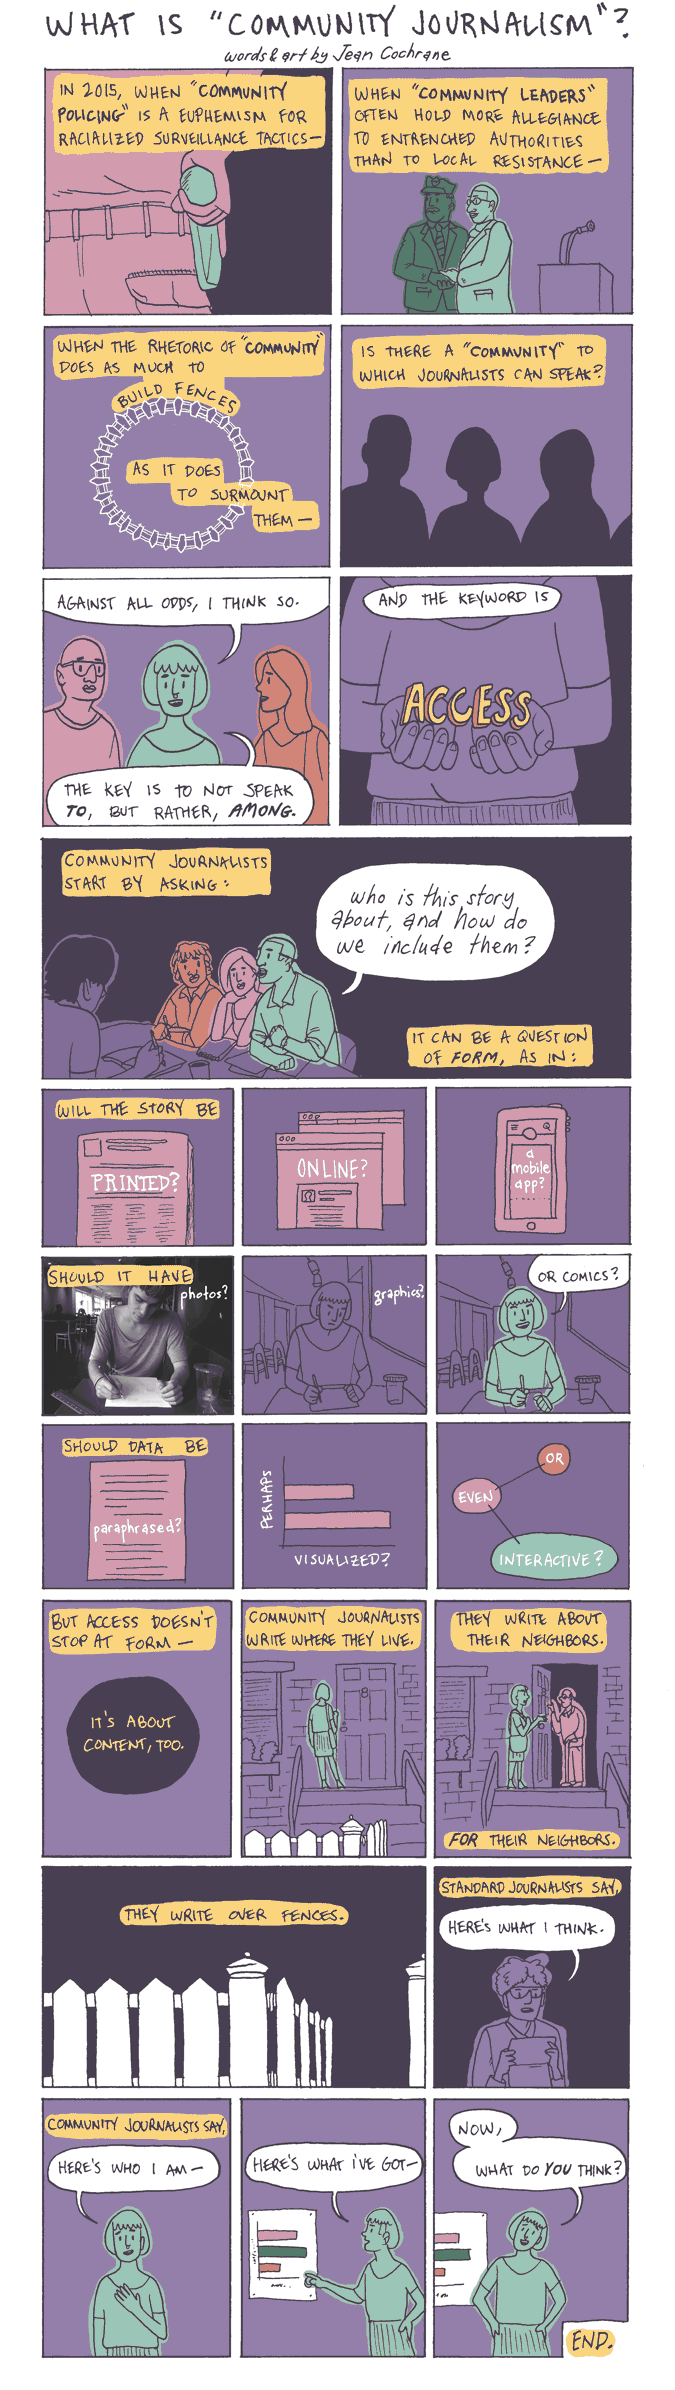 WHAT IS "COMMUNITY JOURNALISM"?
words & art by Jean Cochrane
IN 2015, WHEN "COMMUNITY
POLICING" IS A EUPHEMISM FOR
RACIALIZED SURVEILLANCE TACTICS—
WHEN "COMMUNITY LEADERS"
OFTEN HOLD MORE ALLEGIANCE
TO ENTRENCHED AUTHORITIES
THAN TO LOCAL RESISTANCE—
WHEN THE RHETORIC OF "COMMUNITY"
DOES AS MUCH TO
BUILD FENCES
AS IT DOES
TO SURMOUNT
THEM—
IS THERE A "COMMUNITY" TO
WHICH JOURNALISTS CAN SPEAK?
AGAINST ALL ODDS, I THINK SO.
THE KEY IS TO NOT SPEAK
TO, BUT RATHER, AMONG.
AND THE KEYWORD IS
ACCESS
COMMUNITY JOURNALISTS
START BY ASKING:
who is this story
about, and how do
we include them?
IT CAN BE A QUESTION
OF FORM, AS IN:
WILL THE STORY BE
PRINTED?
ONLINE?
a
mobile
app?
SHOULD IT HAVE
photos?
graphics?
OR COMICS?
SHOULD DATA BE
paraphrased?
PERHAPS
VISUALIZED?
OR
EVEN
INTERACTIVE?
BUT ACCESS DOESN'T
STOP AT FORM—
IT'S ABOUT
CONTENT, TOO.
COMMUNITY JOURNALISTS
WRITE WHERE THEY LIVE.
THEY WRITE ABOUT
THEIR NEIGHBORS.
FOR THEIR NEIGHBORS.
THEY WRITE OVER FENCES.
STANDARD JOURNALISTS SAY,
HERE'S WHAT I THINK.
COMMUNITY JOURNALISTS SAY,
HERE'S WHO I AM—
HERE'S WHAT I'VE GOT—
NOW,
WHAT DO YOU THINK?
END.